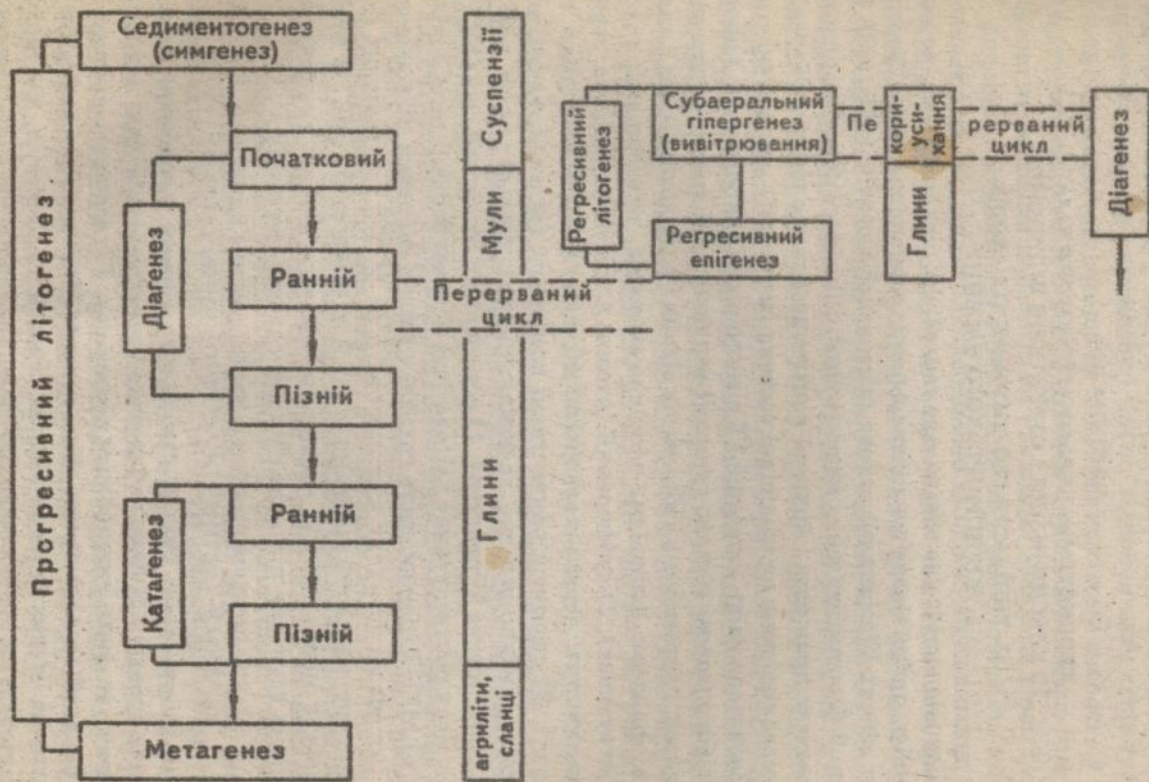 Прогресивний літогенез
Седиментогенез
(симгенез)
Початковий
Діагенез
Ранній
Пізній
Катагенез
Ранній
Пізній
Метагенез
Суспензії
Мули
Перерваний
цикл
Глини
агриліти,
сланці
Регресивний
літогенез
Субаеральний
гіпергенез
(вивітрювання)
Регресивний
епігенез
Пе
кори-
уси-
хання
Глини
рерваний
цикл
Діагенез